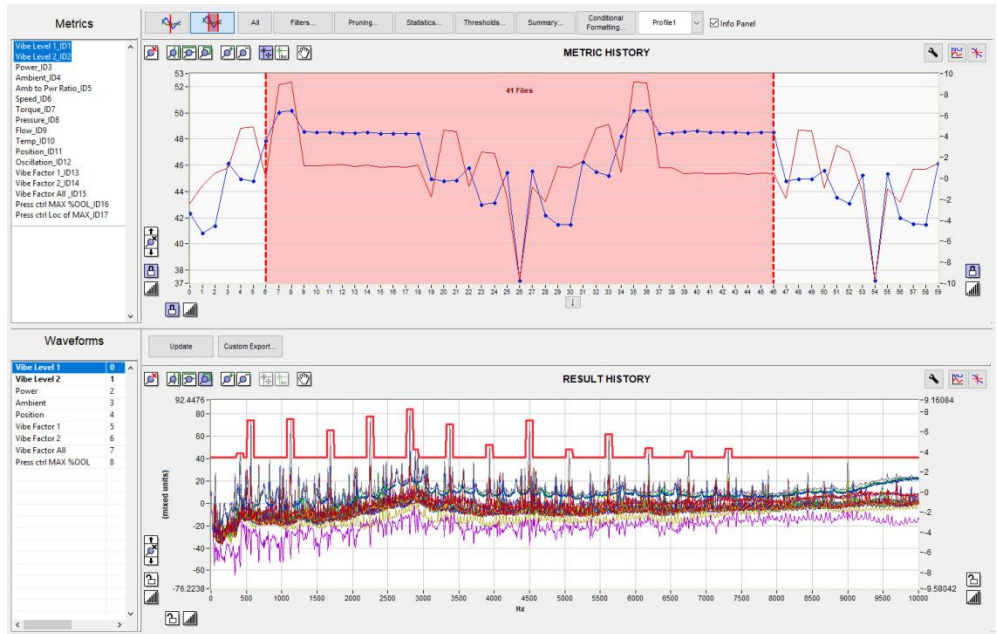 Metrics
All Filters... Pruning... Statistics... Thresholds... Summary... Conditional Formatting... Profile1 Info Panel
Vibe Level 1_ID1
Vibe Level 2_ID2
Power_ID3
Ambient_ID4
Amb to Pwr Ratio_ID5
Speed_ID6
Torque_ID7
Pressure_ID8
Flow_ID9
Temp_ID10
Position_ID11
Oscillation_ID12
Vibe Factor 1_ID13
Vibe Factor 2_ID14
Vibe Factor All _ID15
Press ctrl MAX %OOL_ID16
Press ctrl Loc of MAX_ID17
METRIC HISTORY
41 Files
53
52
50
48
46
44
42
40
38
37
10
8
6
4
2
0
-2
-4
-6
-8
-10
0 1 2 3 4 5 6 7 8 9 10 11 12 13 14 15 16 17 18 19 20 21 22 23 24 25 26 27 28 29 30 31 32 33 34 35 36 37 38 39 40 41 42 43 44 45 46 47 48 49 50 51 52 53 54 55 56 57 58 59
Waveforms
Update Custom Export...
Vibe Level 1 0
Vibe Level 2 1
Power 2
Ambient 3
Position 4
Vibe Factor 1 5
Vibe Factor 2 6
Vibe Factor All 7
Press ctrl MAX %OOL 8
RESULT HISTORY
(mixed units)
92.4476
80
60
40
20
0
-20
-40
-60
-76.2238
9.16084
8
6
4
2
0
-2
-4
-6
-8
-9.58042
0 500 1000 1500 2000 2500 3000 3500 4000 4500 5000 5500 6000 6500 7000 7500 8000 8500 9000 9500 10000
Hz